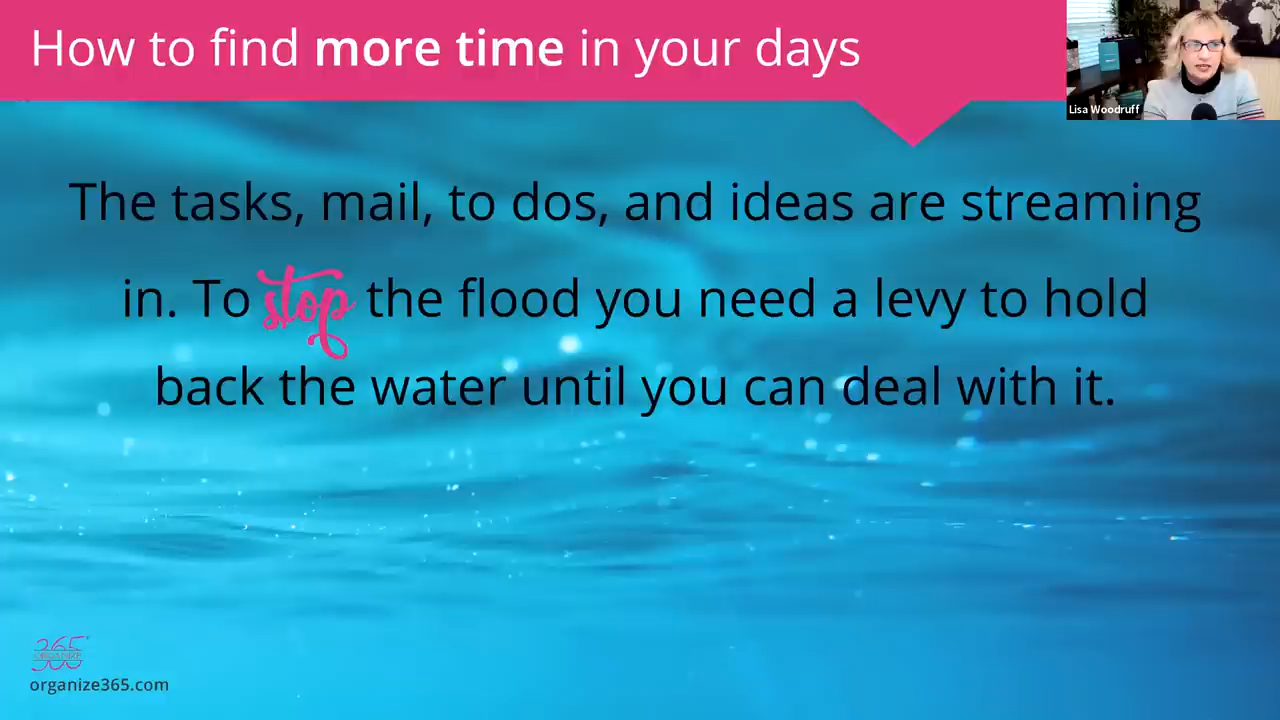 How to find more time in your days
Lisa Woodruff
The tasks, mail, to dos, and ideas are streaming
in. To stop the flood you need a levy to hold
back the water until you can deal with it.
365
ORGANIZE
organize365.com